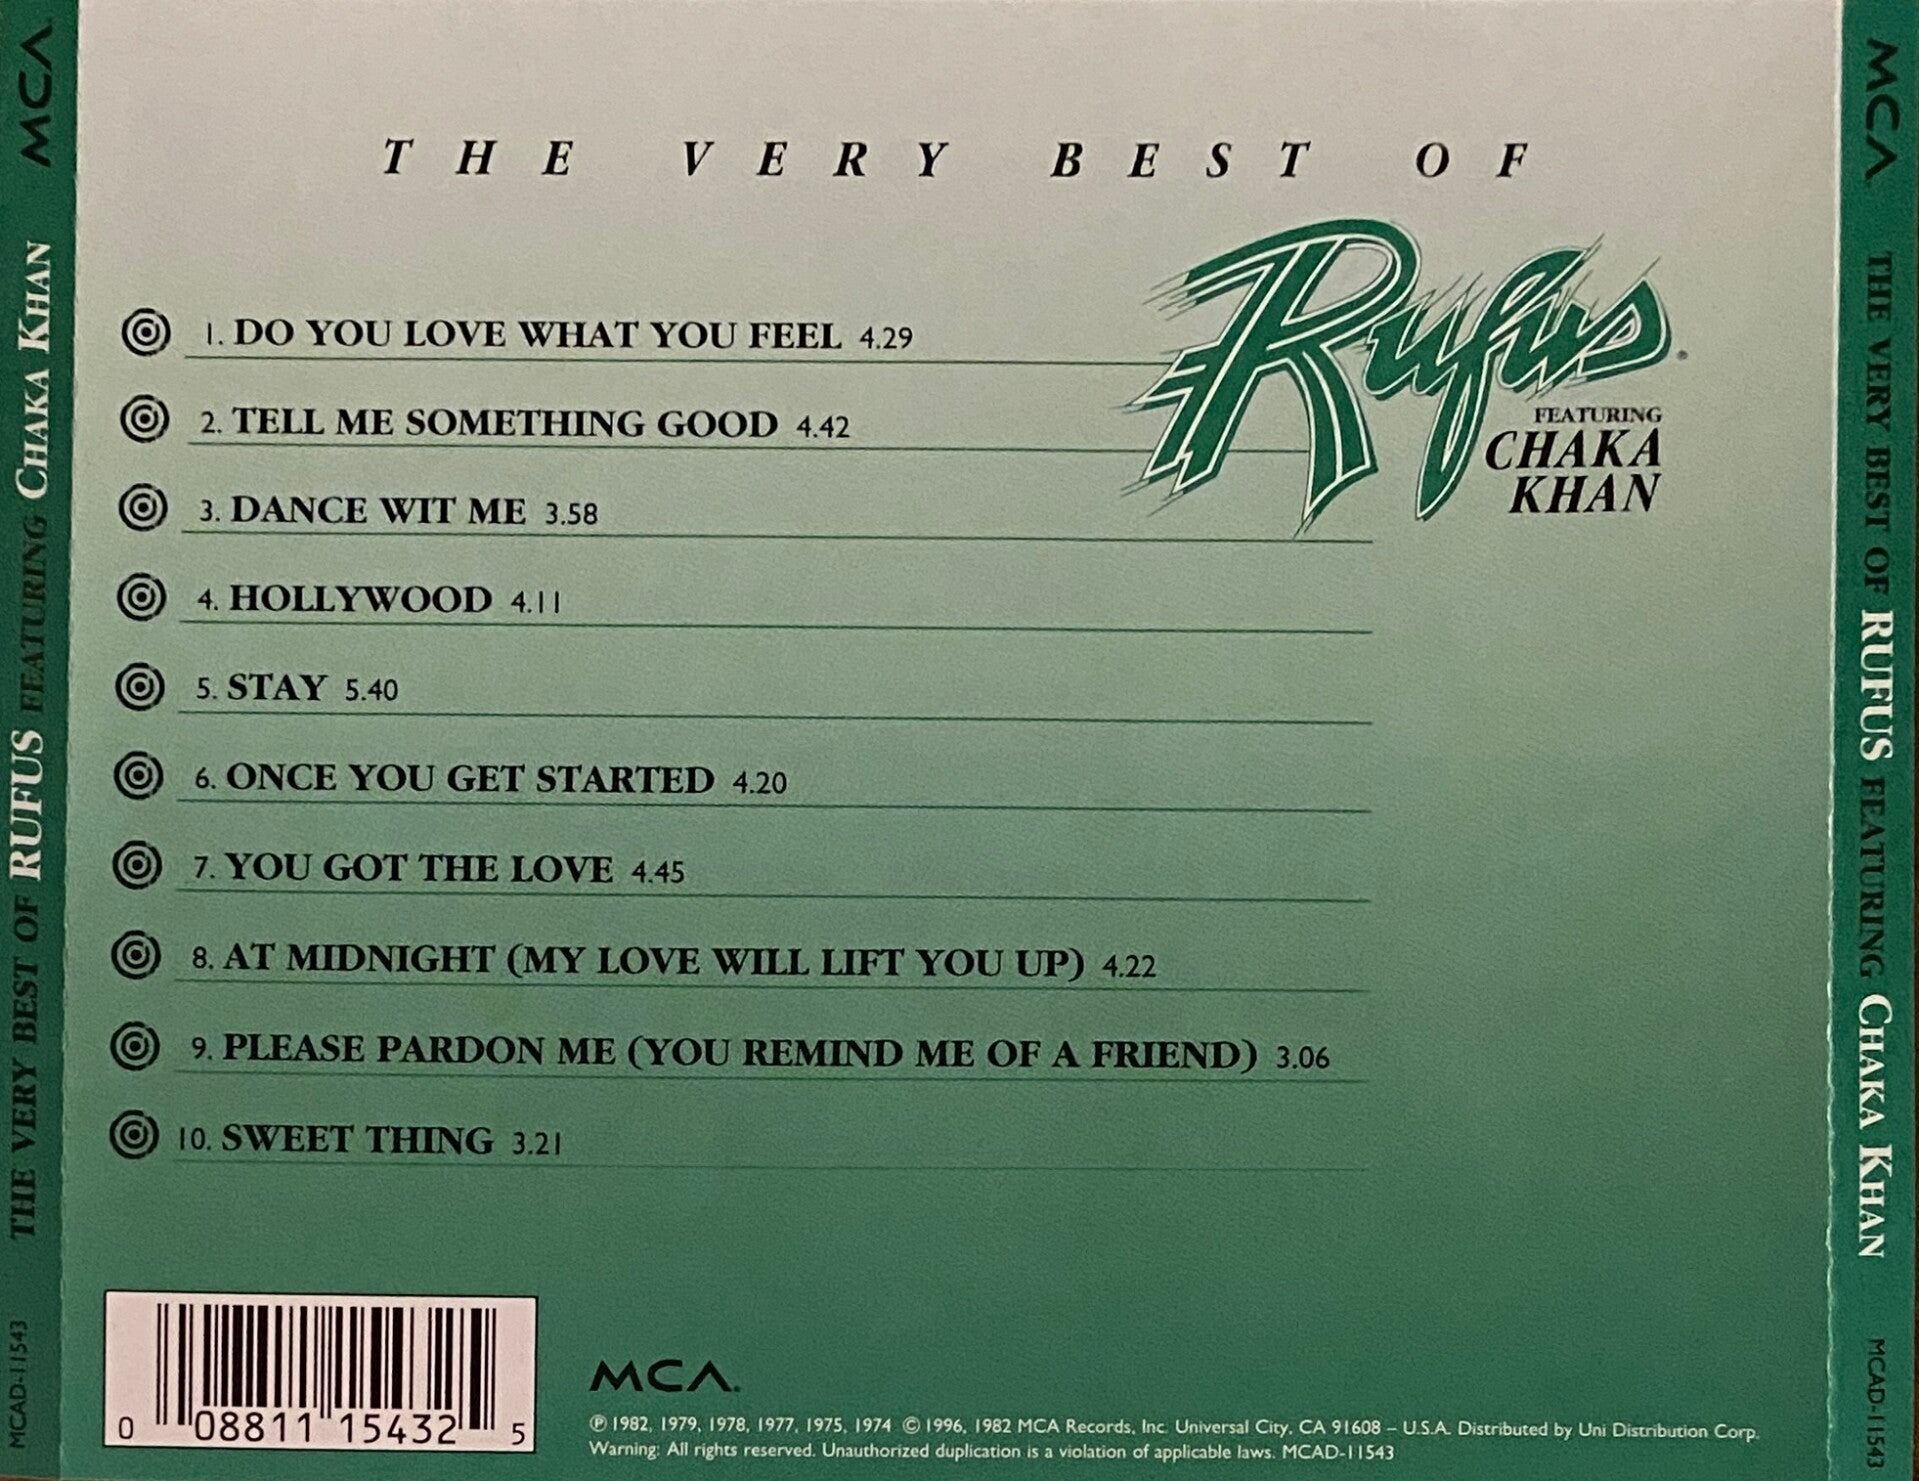 MCA
THE VERY BEST OF RUFUS FEATURING CHAKA KHAN
MCAD-11543
THE VERY BEST OF
Rufus
FEATURING
CHAKA
KHAN
1. DO YOU LOVE WHAT YOU FEEL 4.29
2. TELL ME SOMETHING GOOD 4.42
3. DANCE WIT ME 3.58
4. HOLLYWOOD 4.11
5. STAY 5.40
6. ONCE YOU GET STARTED 4.20
7. YOU GOT THE LOVE 4.45
8. AT MIDNIGHT (MY LOVE WILL LIFT YOU UP) 4.22
9. PLEASE PARDON ME (YOU REMIND ME OF A FRIEND) 3.06
10. SWEET THING 3.21
0 08811 15432 5
MCA.
℗ 1982, 1979, 1978, 1977, 1975, 1974 © 1996, 1982 MCA Records, Inc. Universal City, CA 91608 – U.S.A. Distributed by Uni Distribution Corp.
Warning: All rights reserved. Unauthorized duplication is a violation of applicable laws. MCAD-11543
MCA
THE VERY BEST OF RUFUS FEATURING CHAKA KHAN
MCAD-11543